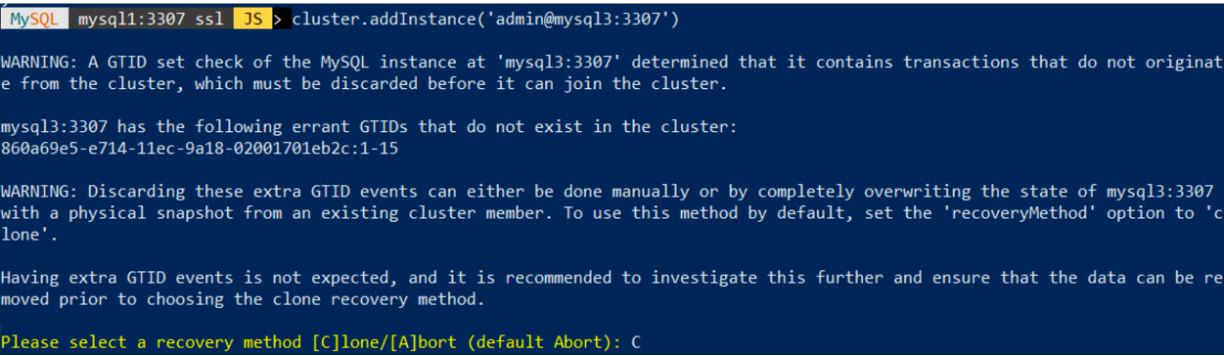 MySQL mysql1:3307 ssl JS > cluster.addInstance('admin@mysql3:3307')
WARNING: A GTID set check of the MySQL instance at 'mysql3:3307' determined that it contains transactions that do not originat
e from the cluster, which must be discarded before it can join the cluster.
mysql3:3307 has the following errant GTIDs that do not exist in the cluster:
860a69e5-e714-11ec-9a18-02001701eb2c:1-15
WARNING: Discarding these extra GTID events can either be done manually or by completely overwriting the state of mysql3:3307
with a physical snapshot from an existing cluster member. To use this method by default, set the 'recoveryMethod' option to 'c
lone'.
Having extra GTID events is not expected, and it is recommended to investigate this further and ensure that the data can be re
moved prior to choosing the clone recovery method.
Please select a recovery method [C]lone/[A]bort (default Abort): C